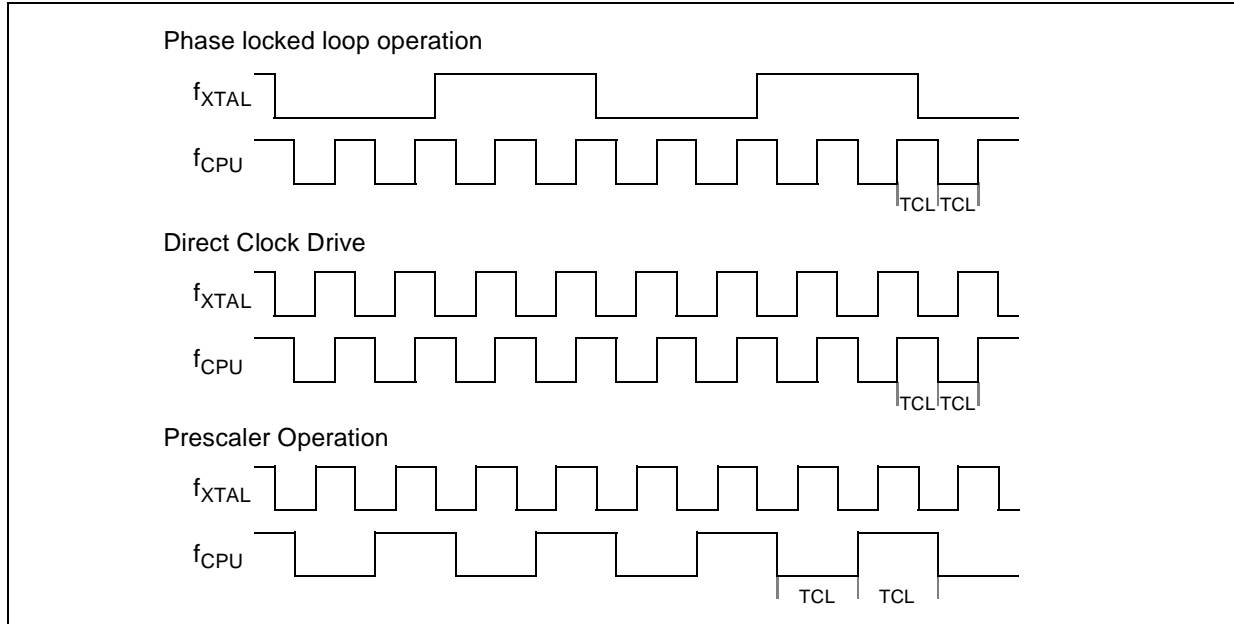 Phase locked loop operation
fXTAL
fCPU
TCL TCL
Direct Clock Drive
fXTAL
fCPU
TCL TCL
Prescaler Operation
fXTAL
fCPU
TCL TCL